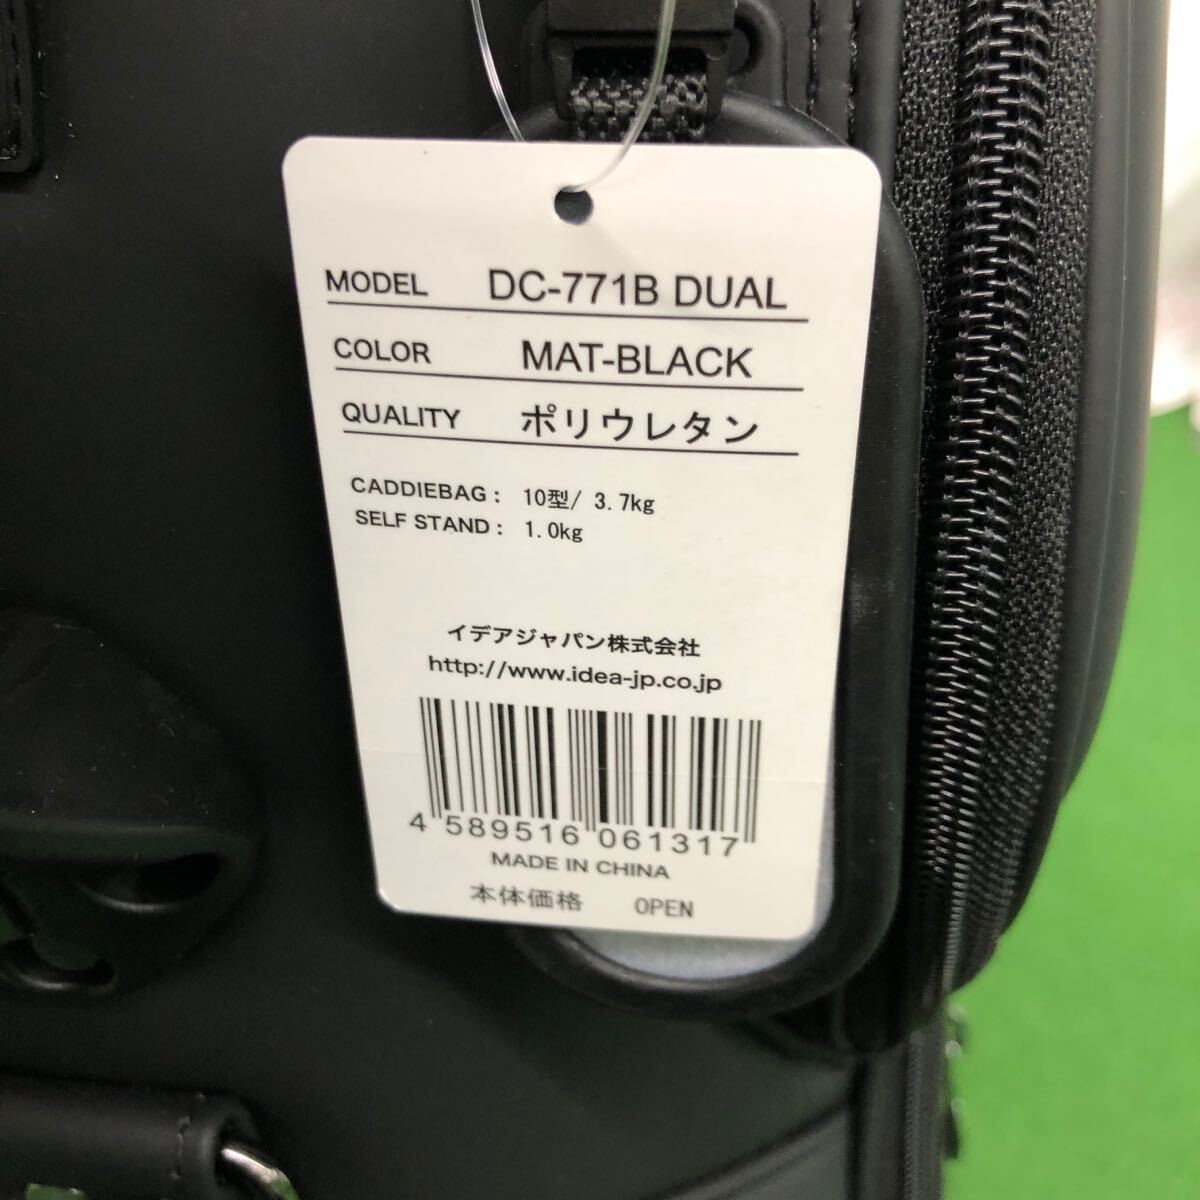 MODEL DC-771B DUAL
COLOR MAT-BLACK
QUALITY ポリウレタン
CADDIEBAG : 10型/ 3.7kg
SELF STAND : 1.0kg
イデアジャパン株式会社
http://www.idea-jp.co.jp
4 589516 061317
MADE IN CHINA
本体価格 OPEN